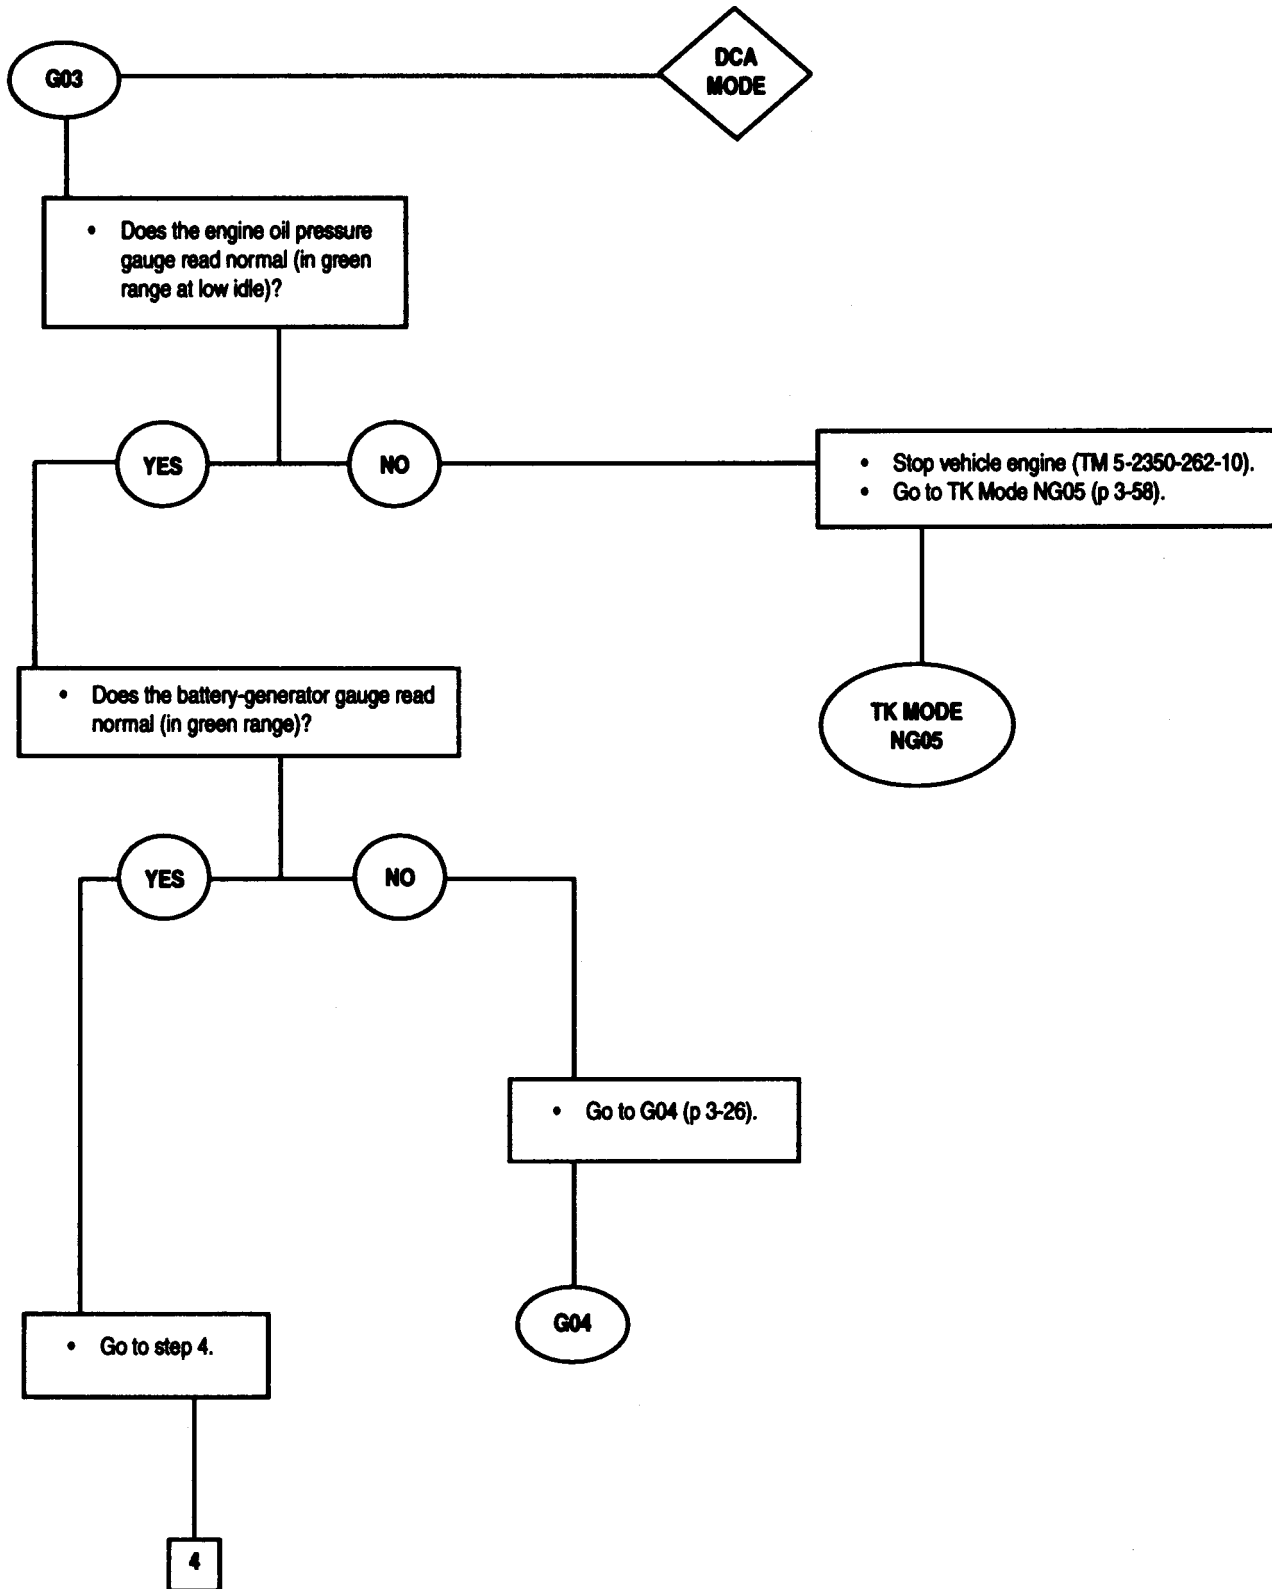 G03
DCA
MODE
• Does the engine oil pressure
gauge read normal (in green
range at low idle)?
YES
NO
• Stop vehicle engine (TM 5-2350-262-10).
• Go to TK Mode NG05 (p 3-58).
• Does the battery-generator gauge read
normal (in green range)?
TK MODE
NG05
YES
NO
• Go to G04 (p 3-26).
G04
• Go to step 4.
4